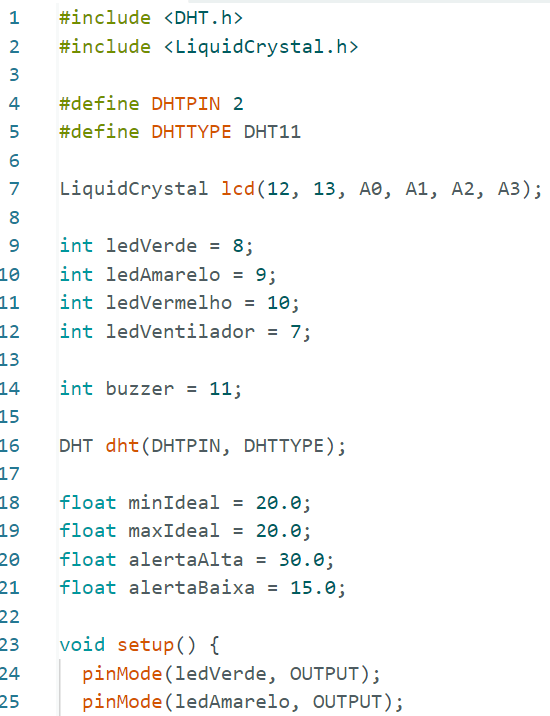 1 #include <DHT.h>
2 #include <LiquidCrystal.h>
3
4 #define DHTPIN 2
5 #define DHTTYPE DHT11
6
7 LiquidCrystal lcd(12, 13, A0, A1, A2, A3);
8
9 int ledVerde = 8;
10 int ledAmarelo = 9;
11 int ledVermelho = 10;
12 int ledVentilador = 7;
13
14 int buzzer = 11;
15
16 DHT dht(DHTPIN, DHTTYPE);
17
18 float minIdeal = 20.0;
19 float maxIdeal = 20.0;
20 float alertaAlta = 30.0;
21 float alertaBaixa = 15.0;
22
23 void setup() {
24 pinMode(ledVerde, OUTPUT);
25 pinMode(ledAmarelo, OUTPUT);